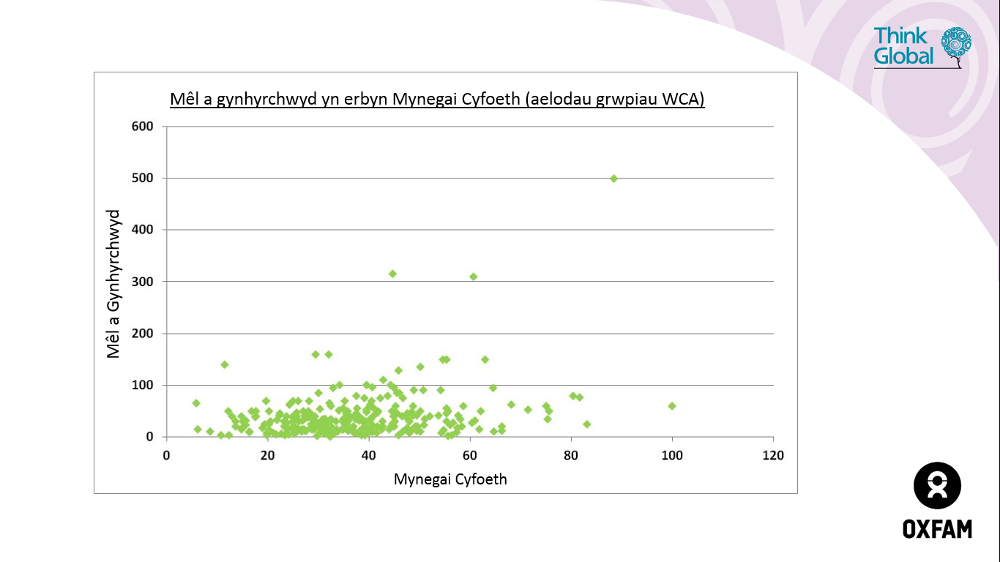 Think
Global
Mêl a gynhyrchwyd yn erbyn Mynegai Cyfoeth (aelodau grwpiau WCA)
600
500
400
300
200
100
0
Mêl a Gynhyrchwyd
0 20 40 60 80 100 120
Mynegai Cyfoeth
OXFAM